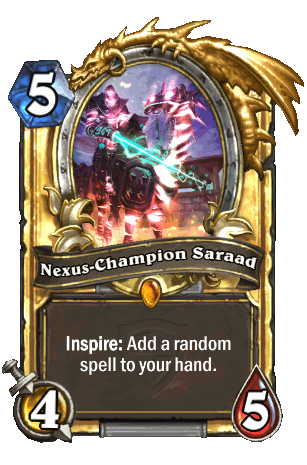 5
Nexus-Champion Saraad
Inspire: Add a random
spell to your hand.
4
5